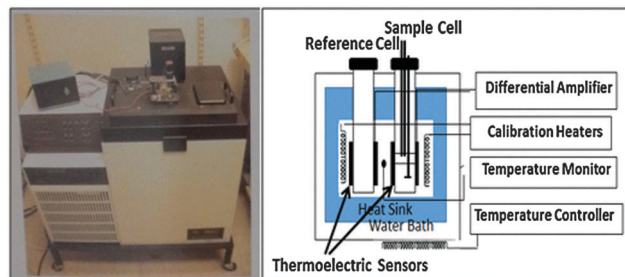 Sample Cell
Reference Cell
Differential Amplifier
Calibration Heaters
Temperature Monitor
Temperature Controller
Heat Sink
Water Bath
Thermoelectric Sensors